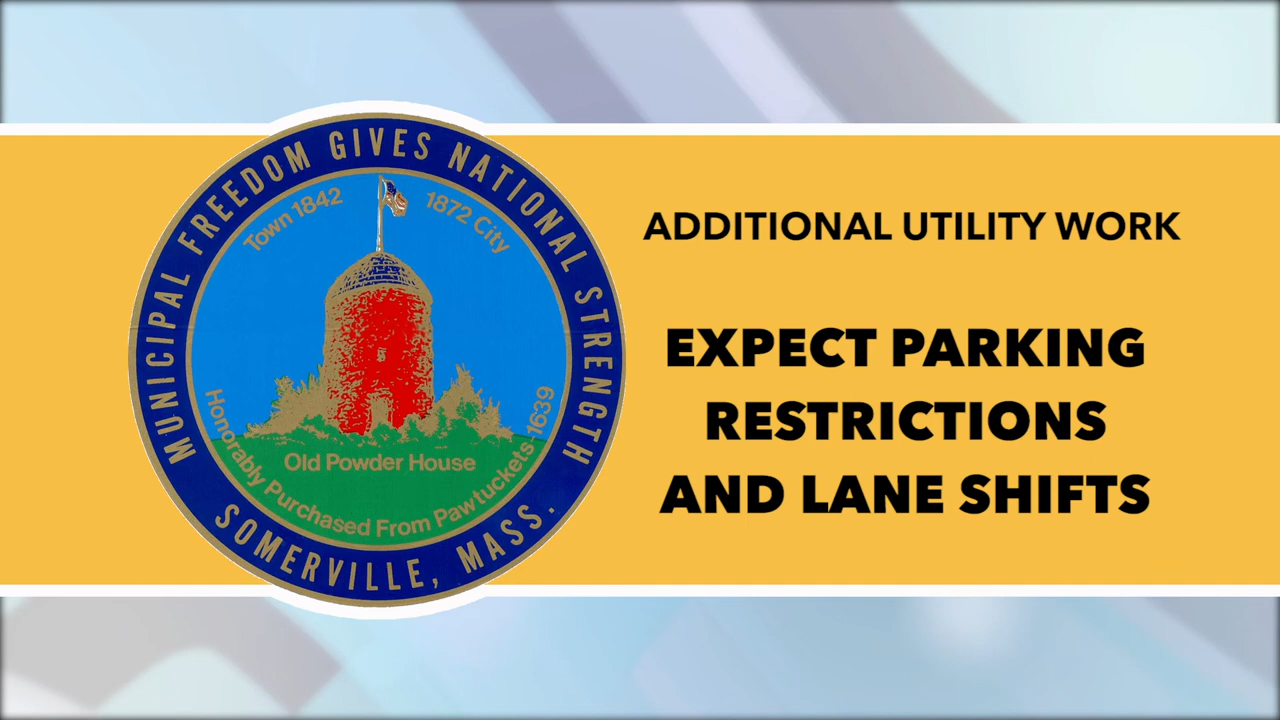 MUNICIPAL FREEDOM GIVES NATIONAL STRENGTH
Town 1842
1872 City
Old Powder House
Honorably Purchased From Pawtuckets 1639
SOMERVILLE, MASS.
ADDITIONAL UTILITY WORK
EXPECT PARKING
RESTRICTIONS
AND LANE SHIFTS